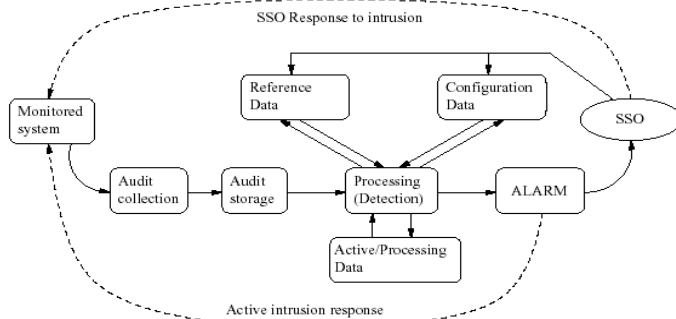 SSO Response to intrusion
Reference
Data
Configuration
Data
Monitored
system
SSO
Audit
collection
Audit
storage
Processing
(Detection)
ALARM
Active/Processing
Data
Active intrusion response